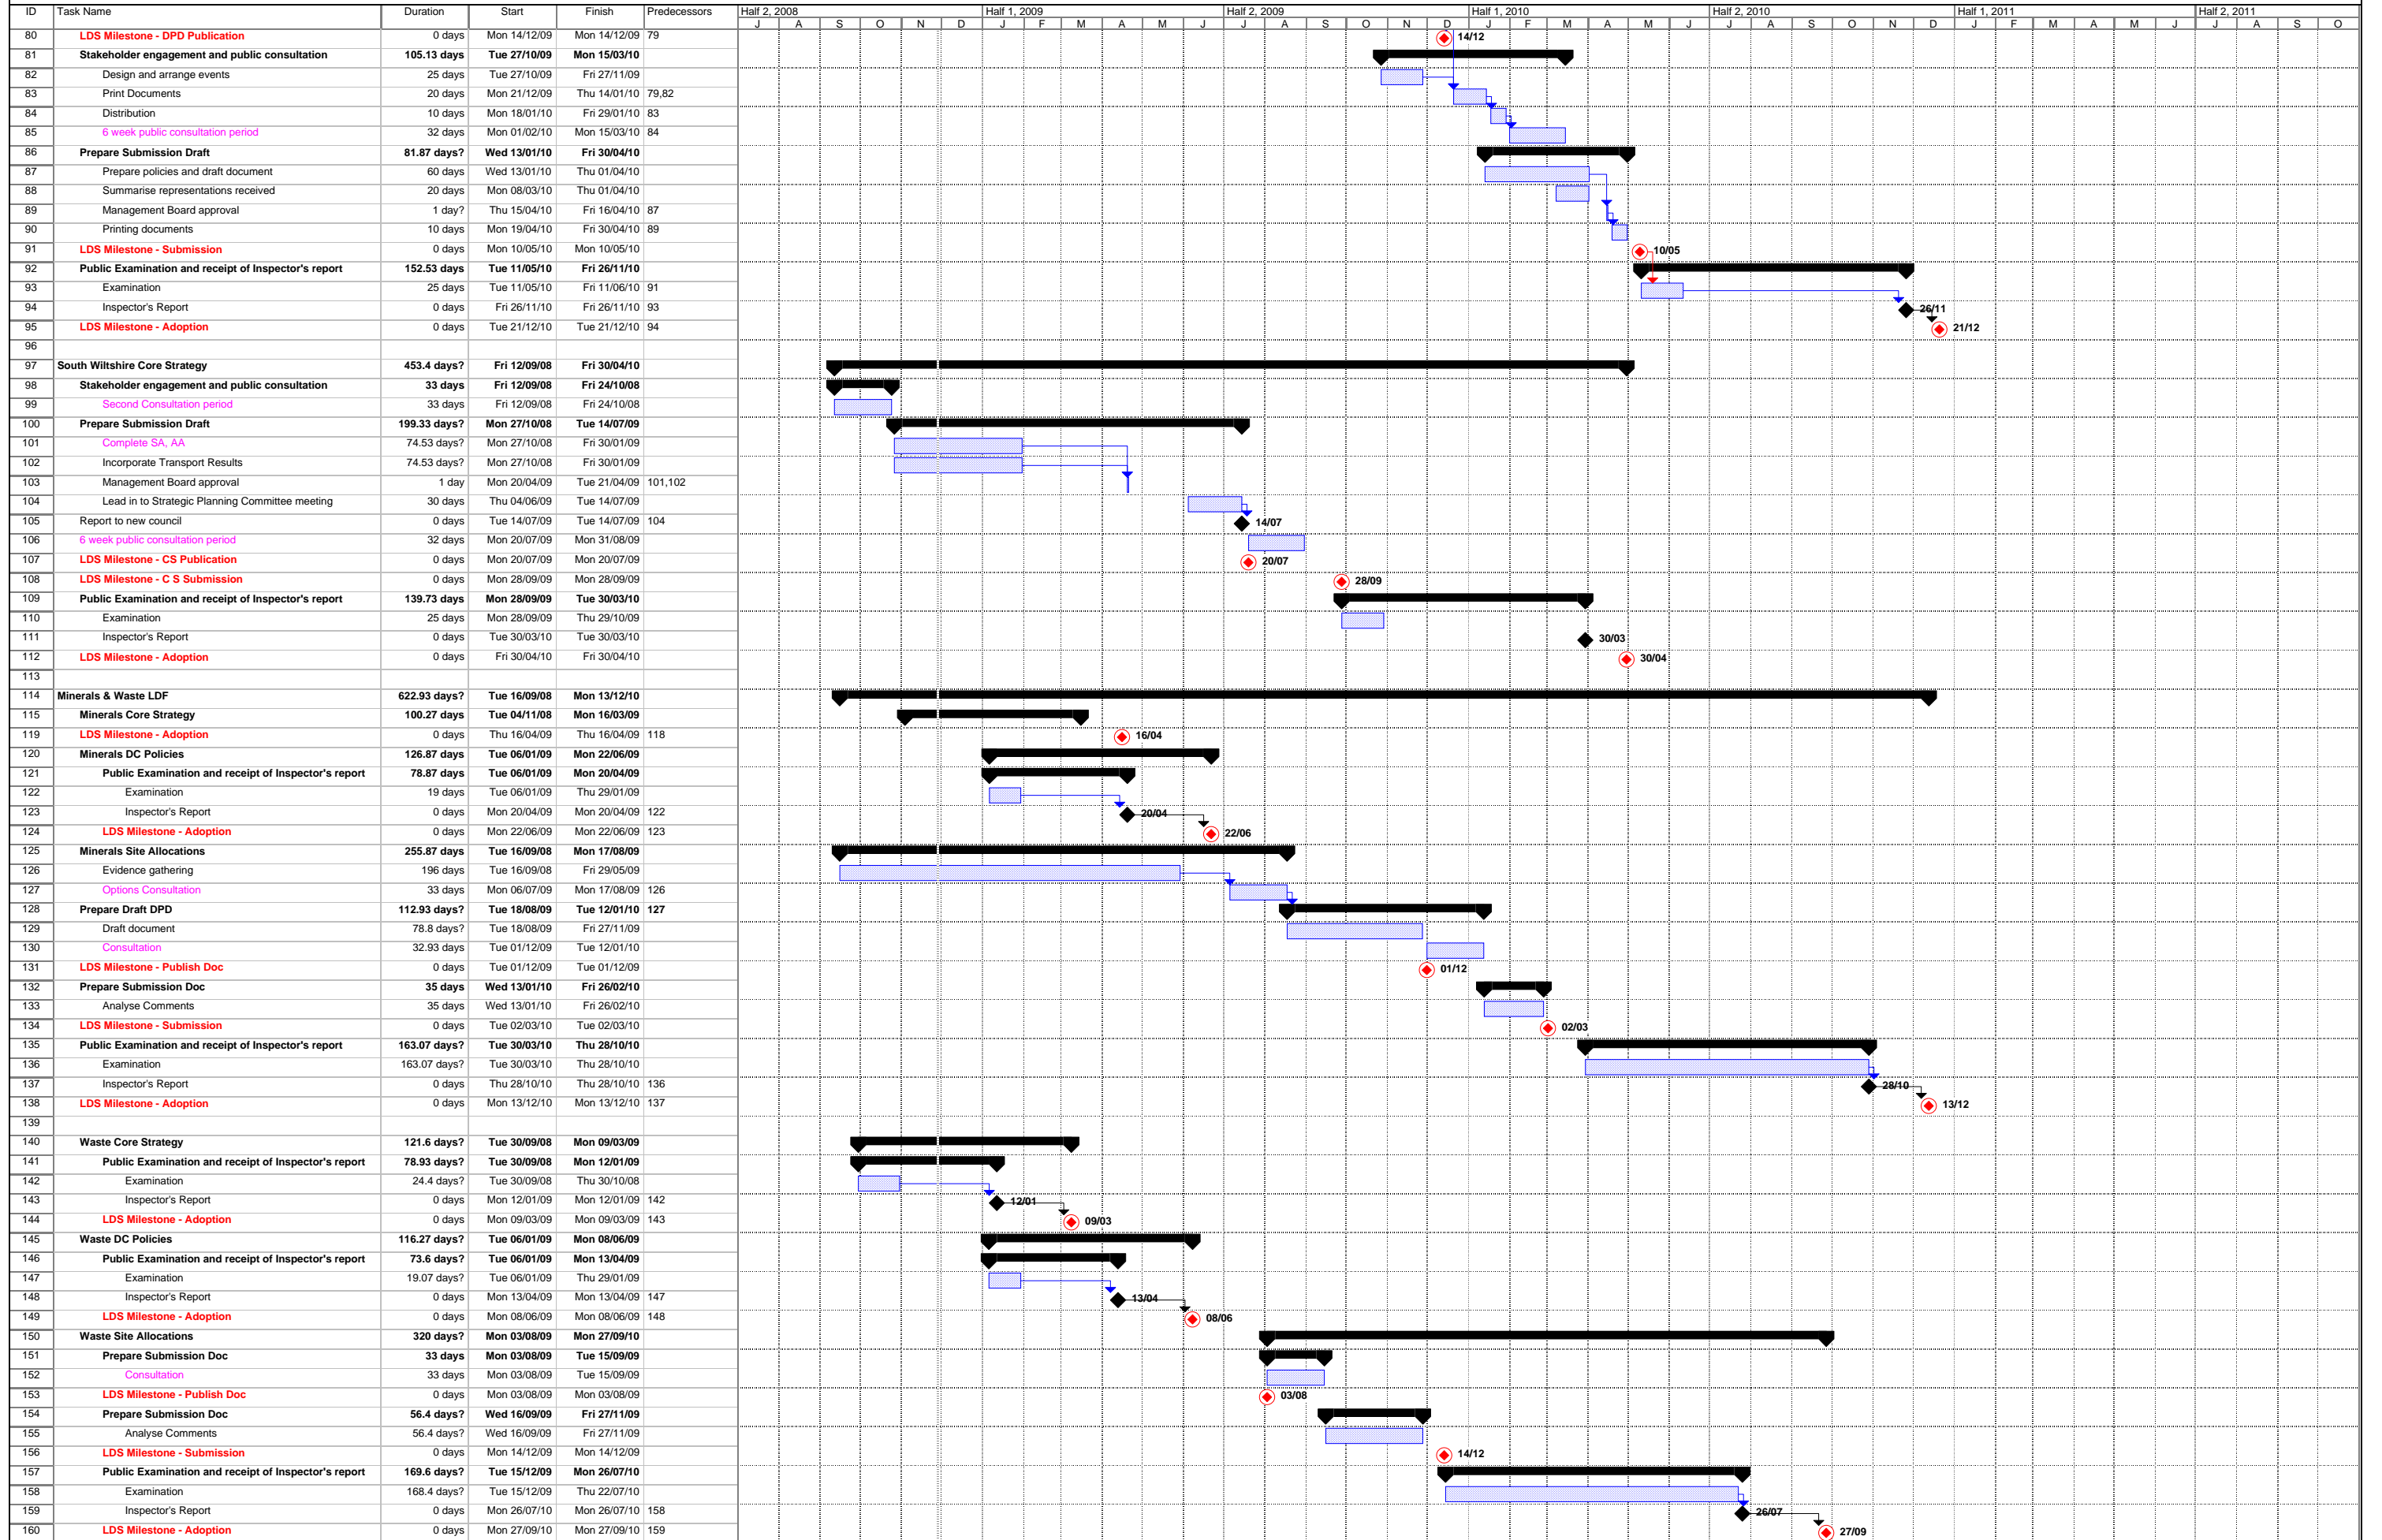 ID Task Name Duration Start Finish Predecessors Half 2, 2008 Half 1, 2009 Half 2, 2009 Half 1, 2010 Half 2, 2010 Half 1, 2011 Half 2, 2011
J A S O N D J F M A M J J A S O N D J F M A M J J A S O N D J F M A M J J A S O
80 LDS Milestone - DPD Publication 0 days Mon 14/12/09 Mon 14/12/09 79 14/12
81 Stakeholder engagement and public consultation 105.13 days Tue 27/10/09 Mon 15/03/10
82 Design and arrange events 25 days Tue 27/10/09 Fri 27/11/09
83 Print Documents 20 days Mon 21/12/09 Thu 14/01/10 79,82
84 Distribution 10 days Mon 18/01/10 Fri 29/01/10 83
85 6 week public consultation period 32 days Mon 01/02/10 Mon 15/03/10 84
86 Prepare Submission Draft 81.87 days? Wed 13/01/10 Fri 30/04/10
87 Prepare policies and draft document 60 days Wed 13/01/10 Thu 01/04/10
88 Summarise representations received 20 days Mon 08/03/10 Thu 01/04/10
89 Management Board approval 1 day? Thu 15/04/10 Fri 16/04/10 87
90 Printing documents 10 days Mon 19/04/10 Fri 30/04/10 89
91 LDS Milestone - Submission 0 days Mon 10/05/10 Mon 10/05/10 10/05
92 Public Examination and receipt of Inspector's report 152.53 days Tue 11/05/10 Fri 26/11/10
93 Examination 25 days Tue 11/05/10 Fri 11/06/10 91
94 Inspector's Report 0 days Fri 26/11/10 Fri 26/11/10 93 26/11
95 LDS Milestone - Adoption 0 days Tue 21/12/10 Tue 21/12/10 94 21/12
96
97 South Wiltshire Core Strategy 453.4 days? Fri 12/09/08 Fri 30/04/10
98 Stakeholder engagement and public consultation 33 days Fri 12/09/08 Fri 24/10/08
99 Second Consultation period 33 days Fri 12/09/08 Fri 24/10/08
100 Prepare Submission Draft 199.33 days? Mon 27/10/08 Tue 14/07/09
101 Complete SA, AA 74.53 days? Mon 27/10/08 Fri 30/01/09
102 Incorporate Transport Results 74.53 days? Mon 27/10/08 Fri 30/01/09
103 Management Board approval 1 day Mon 20/04/09 Tue 21/04/09 101,102
104 Lead in to Strategic Planning Committee meeting 30 days Thu 04/06/09 Tue 14/07/09
105 Report to new council 0 days Tue 14/07/09 Tue 14/07/09 104 14/07
106 6 week public consultation period 32 days Mon 20/07/09 Mon 31/08/09
107 LDS Milestone - CS Publication 0 days Mon 20/07/09 Mon 20/07/09 20/07
108 LDS Milestone - C S Submission 0 days Mon 28/09/09 Mon 28/09/09 28/09
109 Public Examination and receipt of Inspector's report 139.73 days Mon 28/09/09 Tue 30/03/10
110 Examination 25 days Mon 28/09/09 Thu 29/10/09
111 Inspector's Report 0 days Tue 30/03/10 Tue 30/03/10 30/03
112 LDS Milestone - Adoption 0 days Fri 30/04/10 Fri 30/04/10 30/04
113
114 Minerals & Waste LDF 622.93 days? Tue 16/09/08 Mon 13/12/10
115 Minerals Core Strategy 100.27 days Tue 04/11/08 Mon 16/03/09
119 LDS Milestone - Adoption 0 days Thu 16/04/09 Thu 16/04/09 118 16/04
120 Minerals DC Policies 126.87 days Tue 06/01/09 Mon 22/06/09
121 Public Examination and receipt of Inspector's report 78.87 days Tue 06/01/09 Mon 20/04/09
122 Examination 19 days Tue 06/01/09 Thu 29/01/09
123 Inspector's Report 0 days Mon 20/04/09 Mon 20/04/09 122 20/04
124 LDS Milestone - Adoption 0 days Mon 22/06/09 Mon 22/06/09 123 22/06
125 Minerals Site Allocations 255.87 days Tue 16/09/08 Mon 17/08/09
126 Evidence gathering 196 days Tue 16/09/08 Fri 29/05/09
127 Options Consultation 33 days Mon 06/07/09 Mon 17/08/09 126
128 Prepare Draft DPD 112.93 days? Tue 18/08/09 Tue 12/01/10 127
129 Draft document 78.8 days? Tue 18/08/09 Fri 27/11/09
130 Consultation 32.93 days Tue 01/12/09 Tue 12/01/10
131 LDS Milestone - Publish Doc 0 days Tue 01/12/09 Tue 01/12/09 01/12
132 Prepare Submission Doc 35 days Wed 13/01/10 Fri 26/02/10
133 Analyse Comments 35 days Wed 13/01/10 Fri 26/02/10
134 LDS Milestone - Submission 0 days Tue 02/03/10 Tue 02/03/10 02/03
135 Public Examination and receipt of Inspector's report 163.07 days? Tue 30/03/10 Thu 28/10/10
136 Examination 163.07 days? Tue 30/03/10 Thu 28/10/10
137 Inspector's Report 0 days Thu 28/10/10 Thu 28/10/10 136 28/10
138 LDS Milestone - Adoption 0 days Mon 13/12/10 Mon 13/12/10 137 13/12
139
140 Waste Core Strategy 121.6 days? Tue 30/09/08 Mon 09/03/09
141 Public Examination and receipt of Inspector's report 78.93 days? Tue 30/09/08 Mon 12/01/09
142 Examination 24.4 days? Tue 30/09/08 Thu 30/10/08
143 Inspector's Report 0 days Mon 12/01/09 Mon 12/01/09 142 12/01
144 LDS Milestone - Adoption 0 days Mon 09/03/09 Mon 09/03/09 143 09/03
145 Waste DC Policies 116.27 days? Tue 06/01/09 Mon 08/06/09
146 Public Examination and receipt of Inspector's report 73.6 days? Tue 06/01/09 Mon 13/04/09
147 Examination 19.07 days? Tue 06/01/09 Thu 29/01/09
148 Inspector's Report 0 days Mon 13/04/09 Mon 13/04/09 147 13/04
149 LDS Milestone - Adoption 0 days Mon 08/06/09 Mon 08/06/09 148 08/06
150 Waste Site Allocations 320 days? Mon 03/08/09 Mon 27/09/10
151 Prepare Submission Doc 33 days Mon 03/08/09 Tue 15/09/09
152 Consultation 33 days Mon 03/08/09 Tue 15/09/09
153 LDS Milestone - Publish Doc 0 days Mon 03/08/09 Mon 03/08/09 03/08
154 Prepare Submission Doc 56.4 days? Wed 16/09/09 Fri 27/11/09
155 Analyse Comments 56.4 days? Wed 16/09/09 Fri 27/11/09
156 LDS Milestone - Submission 0 days Mon 14/12/09 Mon 14/12/09 14/12
157 Public Examination and receipt of Inspector's report 169.6 days? Tue 15/12/09 Mon 26/07/10
158 Examination 168.4 days? Tue 15/12/09 Thu 22/07/10
159 Inspector's Report 0 days Mon 26/07/10 Mon 26/07/10 158 26/07
160 LDS Milestone - Adoption 0 days Mon 27/09/10 Mon 27/09/10 159 27/09